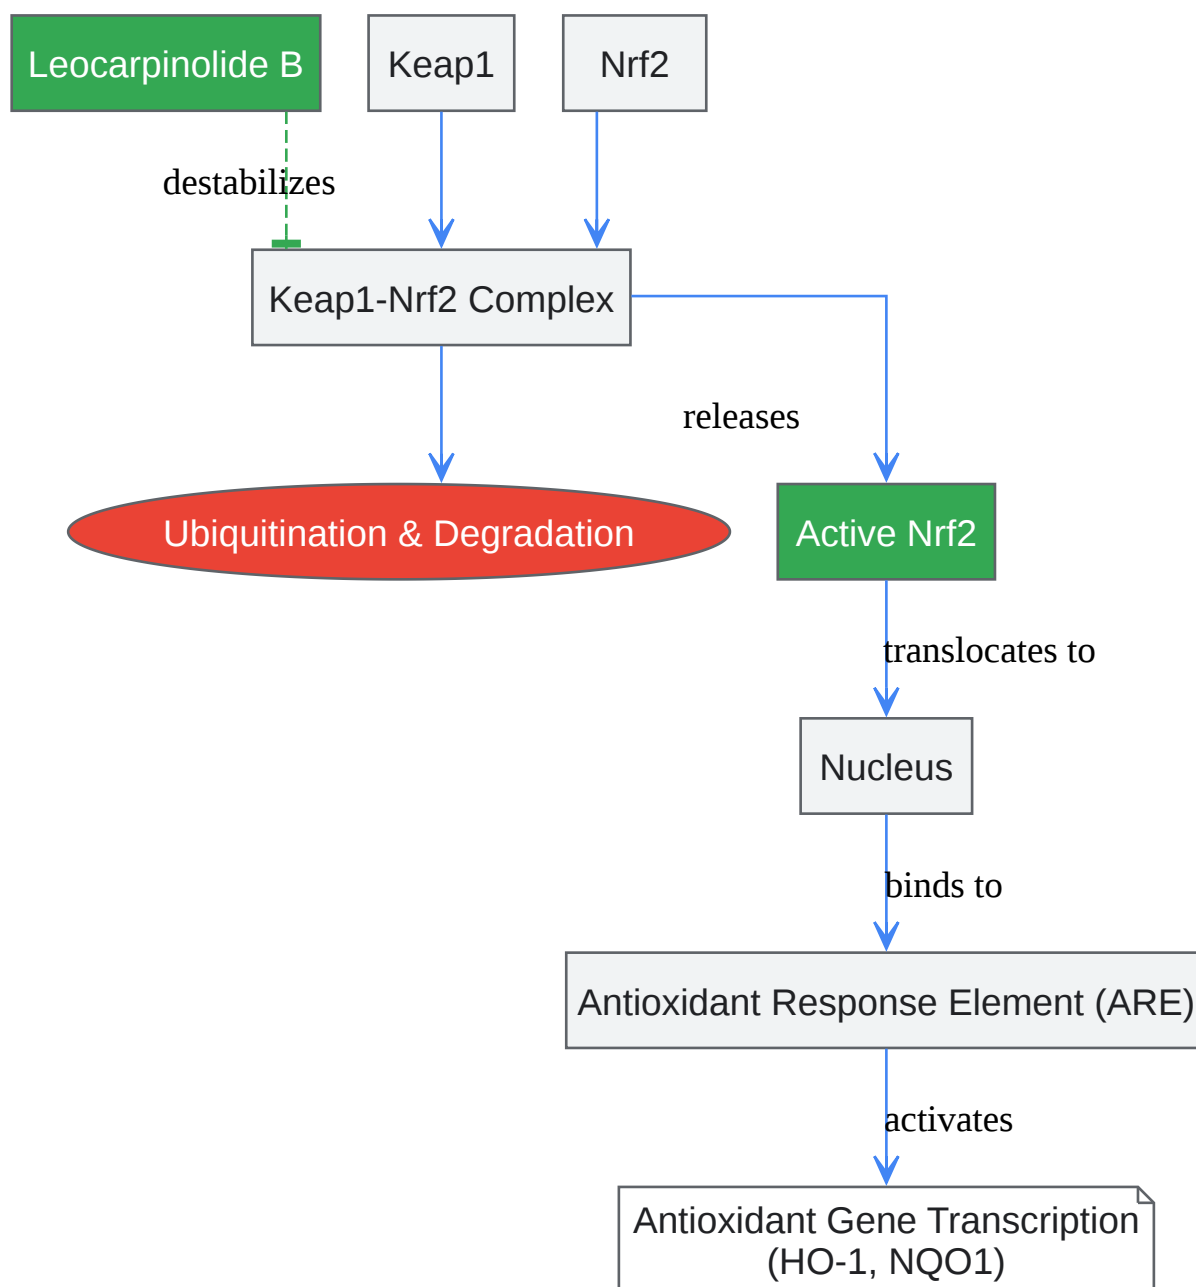 Leocarpinolide B
Keap1
Nrf2
destabilizes
Keap1-Nrf2 Complex
releases
Ubiquitination & Degradation
Active Nrf2
translocates to
Nucleus
binds to
Antioxidant Response Element (ARE)
activates
Antioxidant Gene Transcription
(HO-1, NQO1)